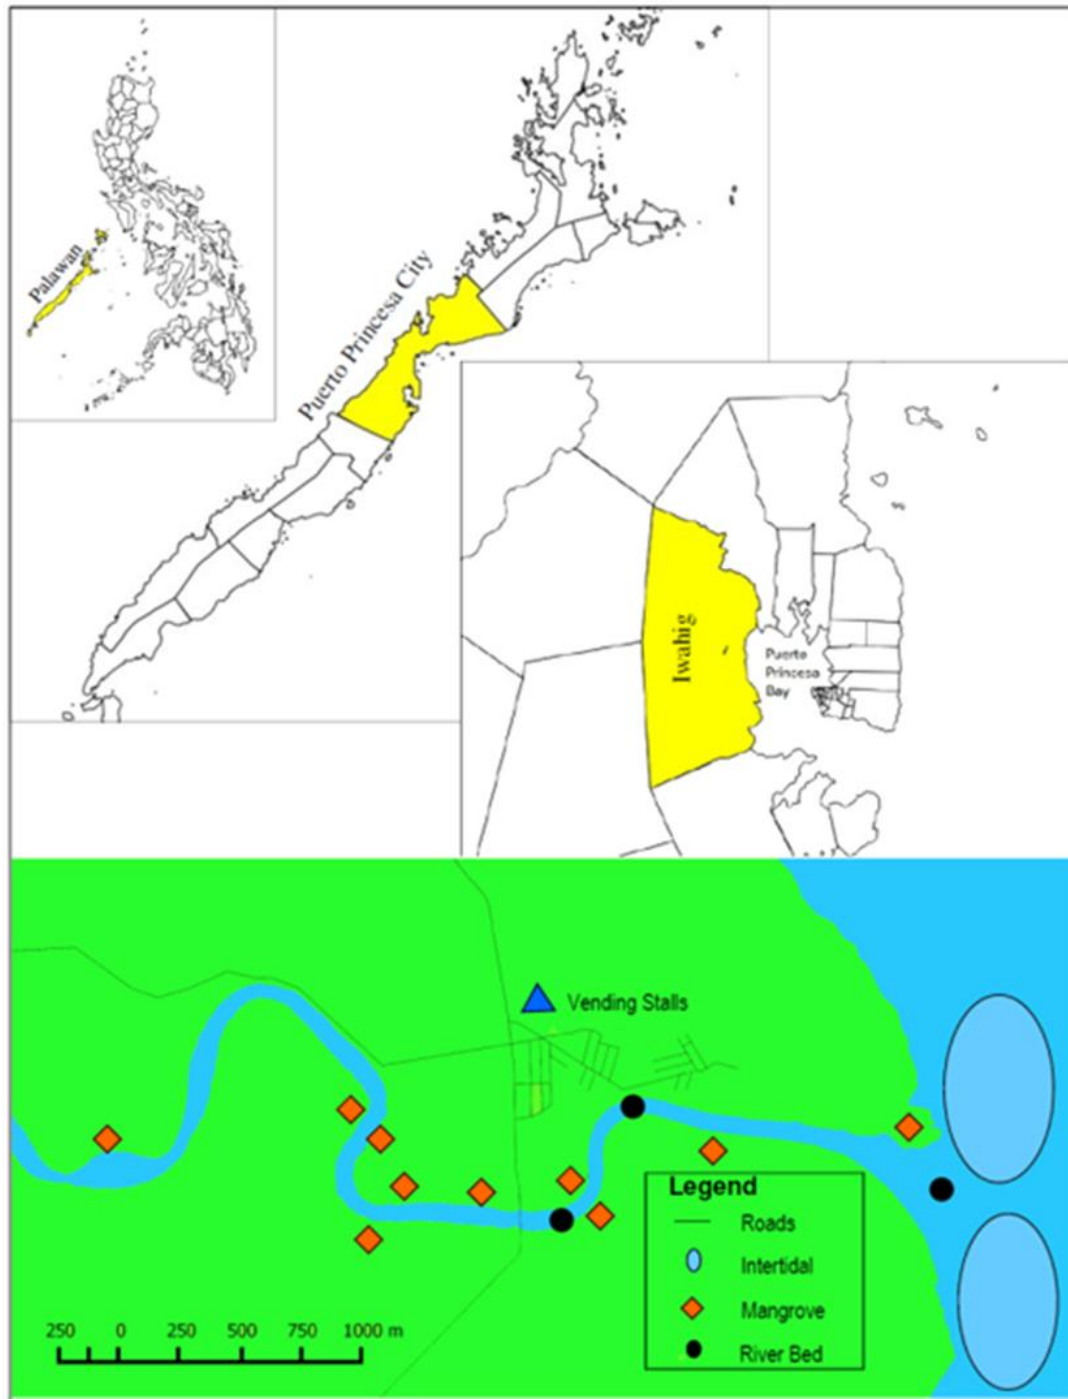 Palawan
Puerto Princesa City
Iwahig
Puerto
Princesa
Bay
Vending Stalls
Legend
Roads
Intertidal
Mangrove
River Bed
250 0 250 500 750 1000 m